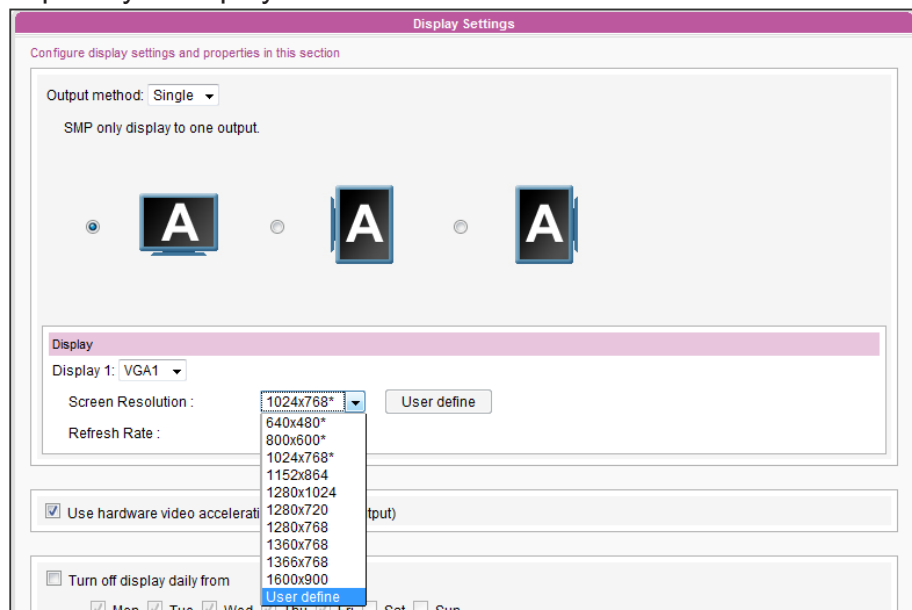 Display Settings
Configure display settings and properties in this section
Output method: Single
SMP only display to one output.
A A A
Display
Display 1: VGA1
Screen Resolution : 1024x768* User define
640x480*
800x600*
Refresh Rate :
1024x768*
1152x864
1280x1024
1280x720
Use hardware video accelerati tput)
1280x768
1360x768
1366x768
1600x900
Turn off display daily from
User define
Mon Tue Wed Thu Fri Sat Sun